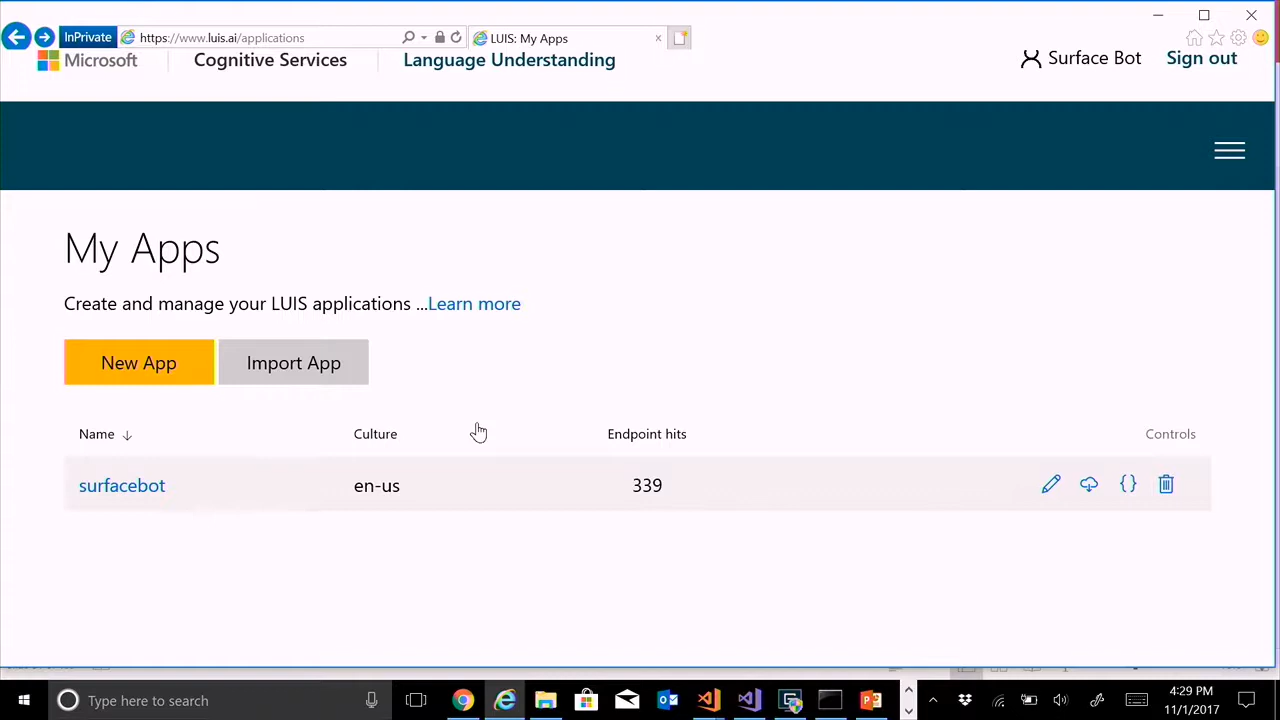 InPrivate https://www.luis.ai/applications LUIS: My Apps
Microsoft Cognitive Services Language Understanding Surface Bot Sign out
My Apps
Create and manage your LUIS applications ...Learn more
New App Import App
Name Culture Endpoint hits Controls
surfacebot en-us 339 { }
Type here to search
4:29 PM
11/1/2017